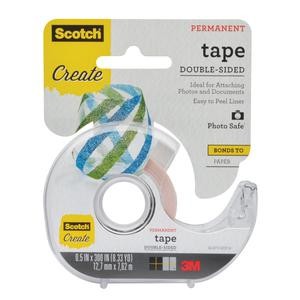 Scotch
PERMANENT
Create
tape
DOUBLE-SIDED
Ideal for Attaching
Photos and Documents
Easy to Peel Liner
Photo Safe
BONDS TO
PAPER
Scotch
Create
PERMANENT
tape
DOUBLE-SIDED
0.5 IN x 300 IN (8.33 YD)
12,7 mm x 7,62 m
3M